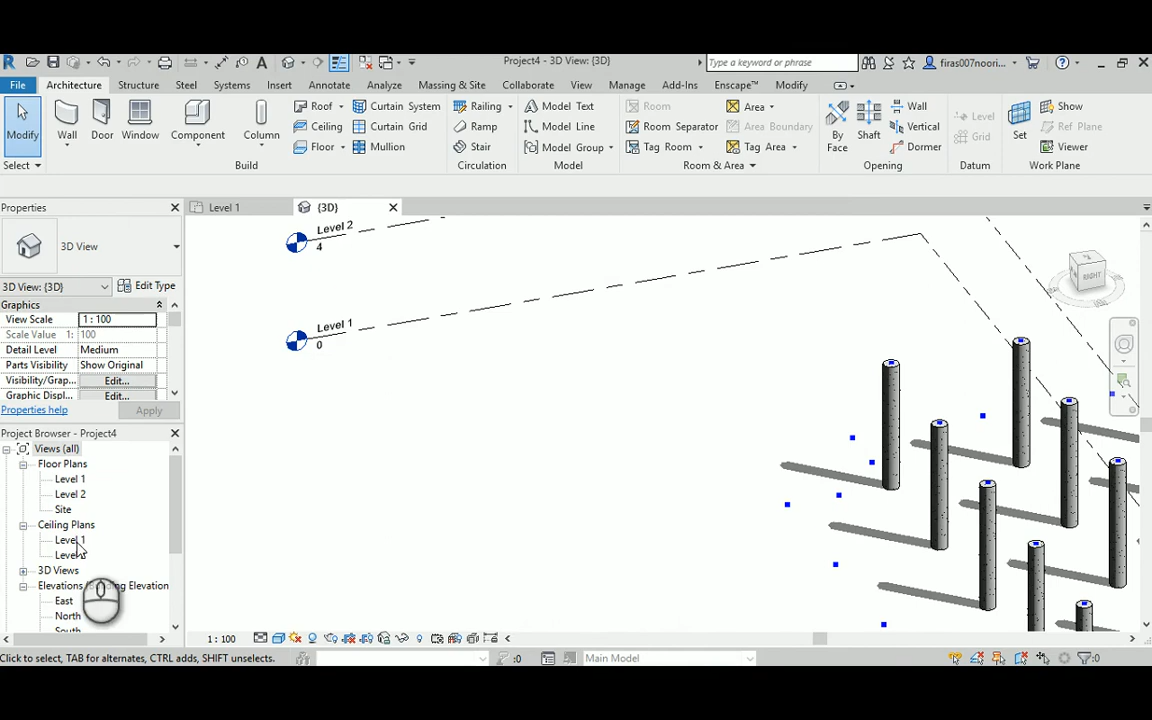 Project4 - 3D View: {3D}
Type a keyword or phrase
firas007noori...
File Architecture Structure Steel Systems Insert Annotate Analyze Massing & Site Collaborate View Manage Add-Ins Enscape™ Modify
Modify
Wall
Door
Window
Component
Column
Roof
Ceiling
Floor
Curtain System
Curtain Grid
Mullion
Railing
Ramp
Stair
Model Text
Model Line
Model Group
Room
Room Separator
Tag Room
Area
Area Boundary
Tag Area
By
Face
Shaft
Wall
Vertical
Dormer
Level
Grid
Set
Show
Ref Plane
Viewer
Select
Build
Circulation
Model
Room & Area
Opening
Datum
Work Plane
Properties
Level 1
{3D}
3D View
3D View: {3D}
Edit Type
Graphics
View Scale 1 : 100
Scale Value 1: 100
Detail Level Medium
Parts Visibility Show Original
Visibility/Grap... Edit...
Graphic Displ... Edit...
Properties help
Apply
Project Browser - Project4
Views (all)
Floor Plans
Level 1
Level 2
Site
Ceiling Plans
Level 1
3D Views
East
North
Level 2
4
Level 1
0
RIGHT
1 : 100
Click to select, TAB for alternates, CTRL adds, SHIFT unselects.
:0
Main Model
:0